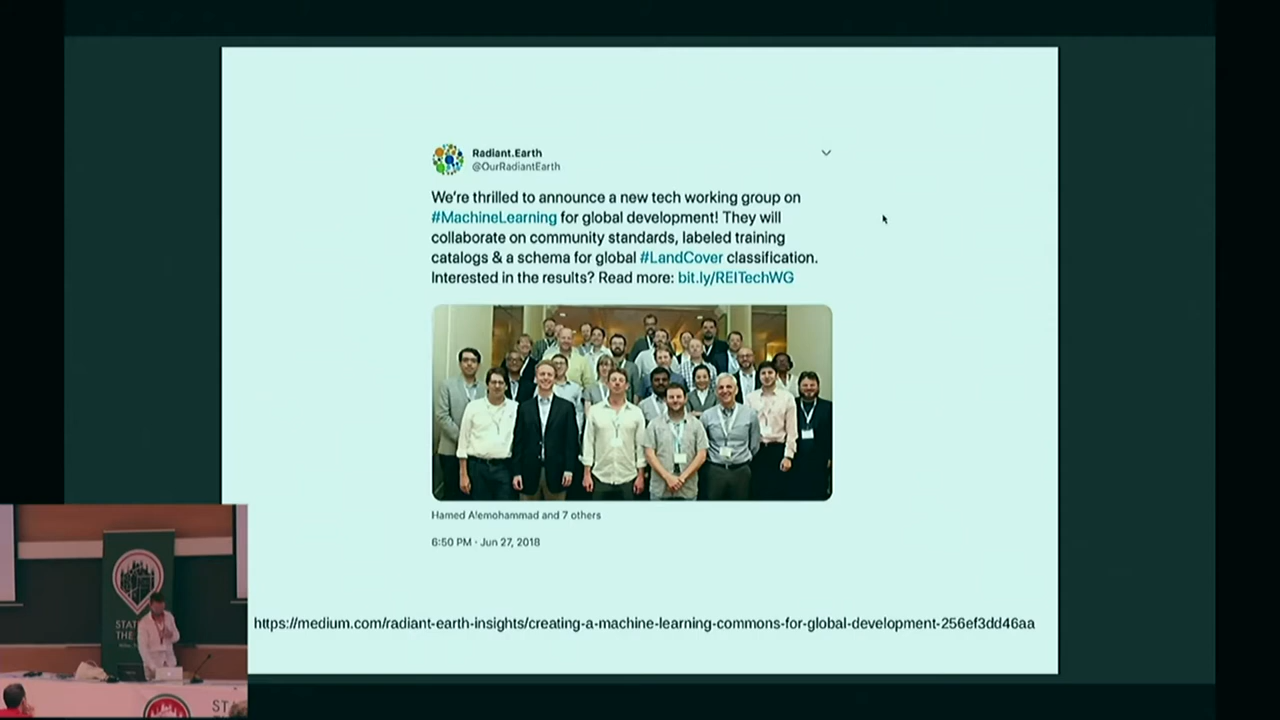 Radiant.Earth
@OurRadiantEarth
We're thrilled to announce a new tech working group on
#MachineLearning for global development! They will
collaborate on community standards, labeled training
catalogs & a schema for global #LandCover classification.
Interested in the results? Read more: bit.ly/REITechWG
Hamed Alemohammad and 7 others
6:50 PM · Jun 27, 2018
https://medium.com/radiant-earth-insights/creating-a-machine-learning-commons-for-global-development-256ef3dd46aa
STAT
THE
ST